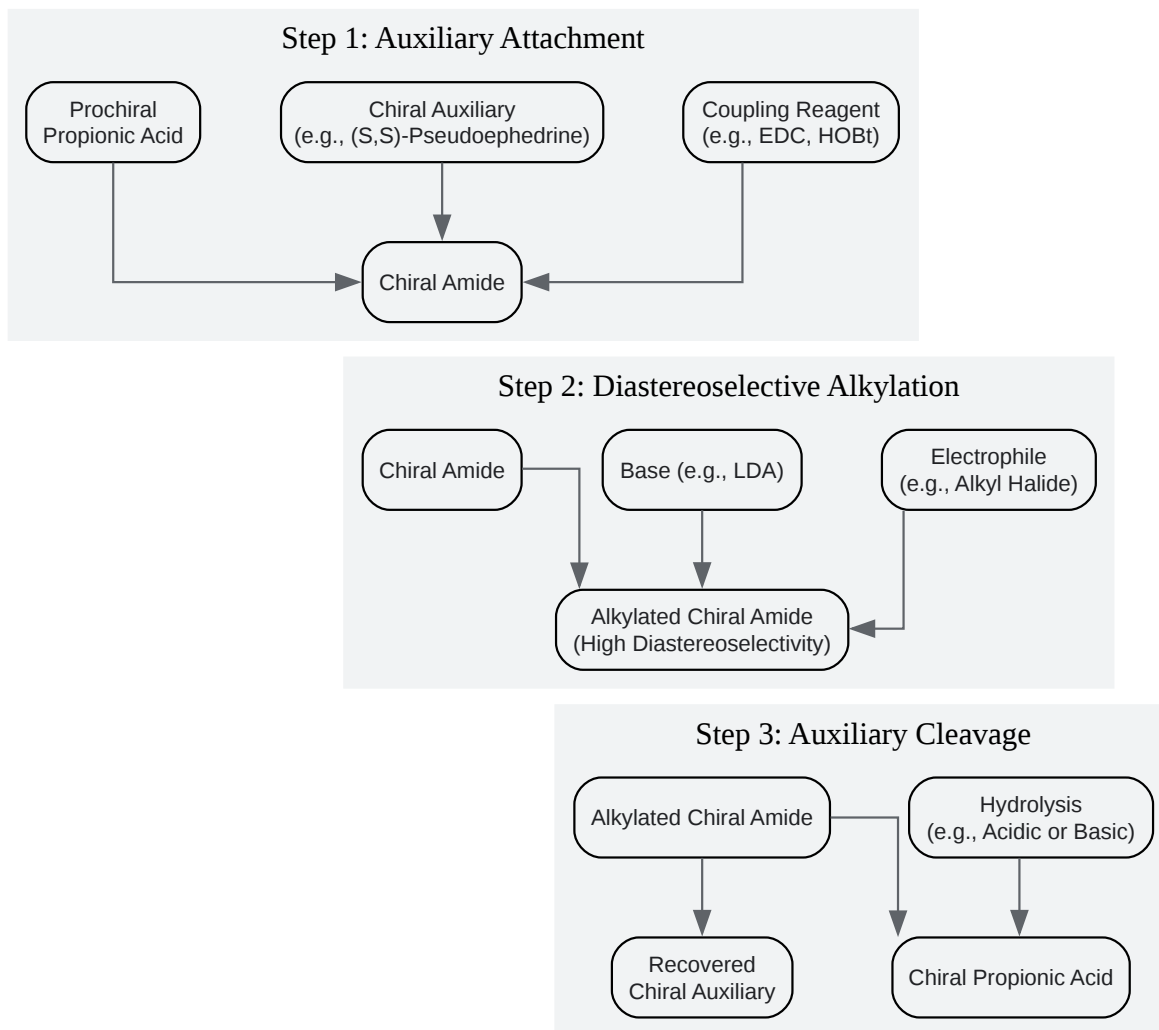 Step 1: Auxiliary Attachment
Prochiral
Propionic Acid
Chiral Auxiliary
(e.g., (S,S)-Pseudoephedrine)
Coupling Reagent
(e.g., EDC, HOBt)
Chiral Amide
Step 2: Diastereoselective Alkylation
Chiral Amide
Base (e.g., LDA)
Electrophile
(e.g., Alkyl Halide)
Alkylated Chiral Amide
(High Diastereoselectivity)
Step 3: Auxiliary Cleavage
Alkylated Chiral Amide
Hydrolysis
(e.g., Acidic or Basic)
Recovered
Chiral Auxiliary
Chiral Propionic Acid